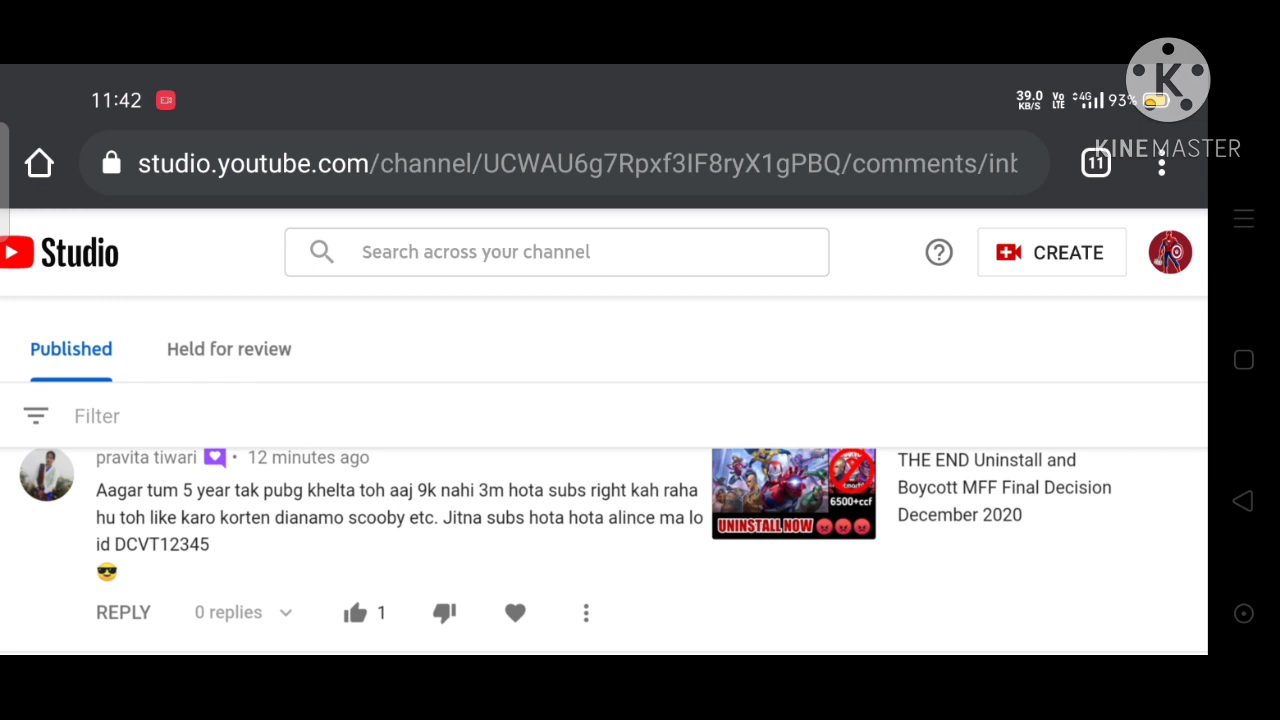 11:42
39.0 KB/S Vo LTE 4G 93%
KINEMASTER
studio.youtube.com/channel/UCWAU6g7Rpxf3IF8ryX1gPBQ/comments/inb
11
Studio
Search across your channel
CREATE
Published Held for review
Filter
pravita tiwari • 12 minutes ago
Aagar tum 5 year tak pubg khelta toh aaj 9k nahi 3m hota subs right kah raha
hu toh like karo korten dianamo scooby etc. Jitna subs hota hota alince ma lo
id DCVT12345
😎
REPLY 0 replies 1
6500+ccf
UNINSTALL NOW 😡😡😡
THE END Uninstall and
Boycott MFF Final Decision
December 2020